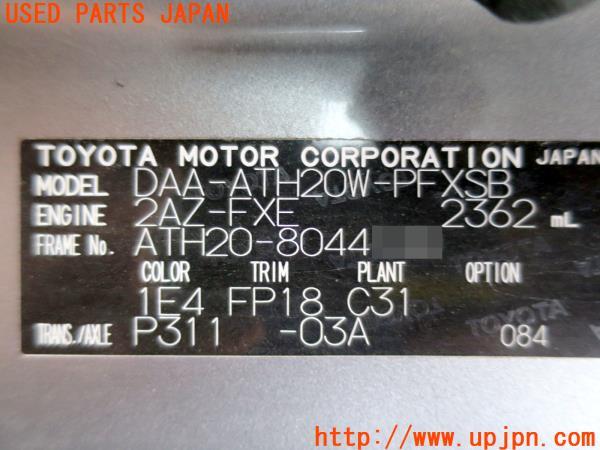 USED PARTS JAPAN
TOYOTA MOTOR CORPORATION JAPAN
MODEL DAA-ATH20W-PFXSB
ENGINE 2AZ-FXE 2362 mL
FRAME No. ATH20-8044
COLOR TRIM PLANT OPTION
1E4 FP18 C31
TRANS./AXLE P311 -03A 084
TOYOTA
http://www.upjpn.com/